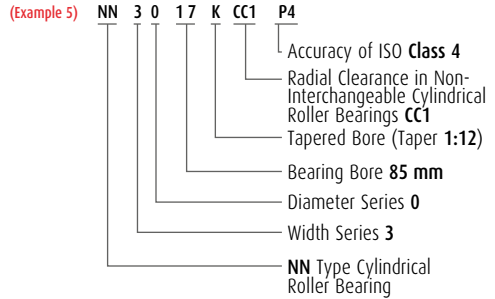 (Example 5) NN 3 0 17 K CC1 P4
Accuracy of ISO Class 4
Radial Clearance in Non-
Interchangeable Cylindrical
Roller Bearings CC1
Tapered Bore (Taper 1:12)
Bearing Bore 85 mm
Diameter Series 0
Width Series 3
NN Type Cylindrical
Roller Bearing